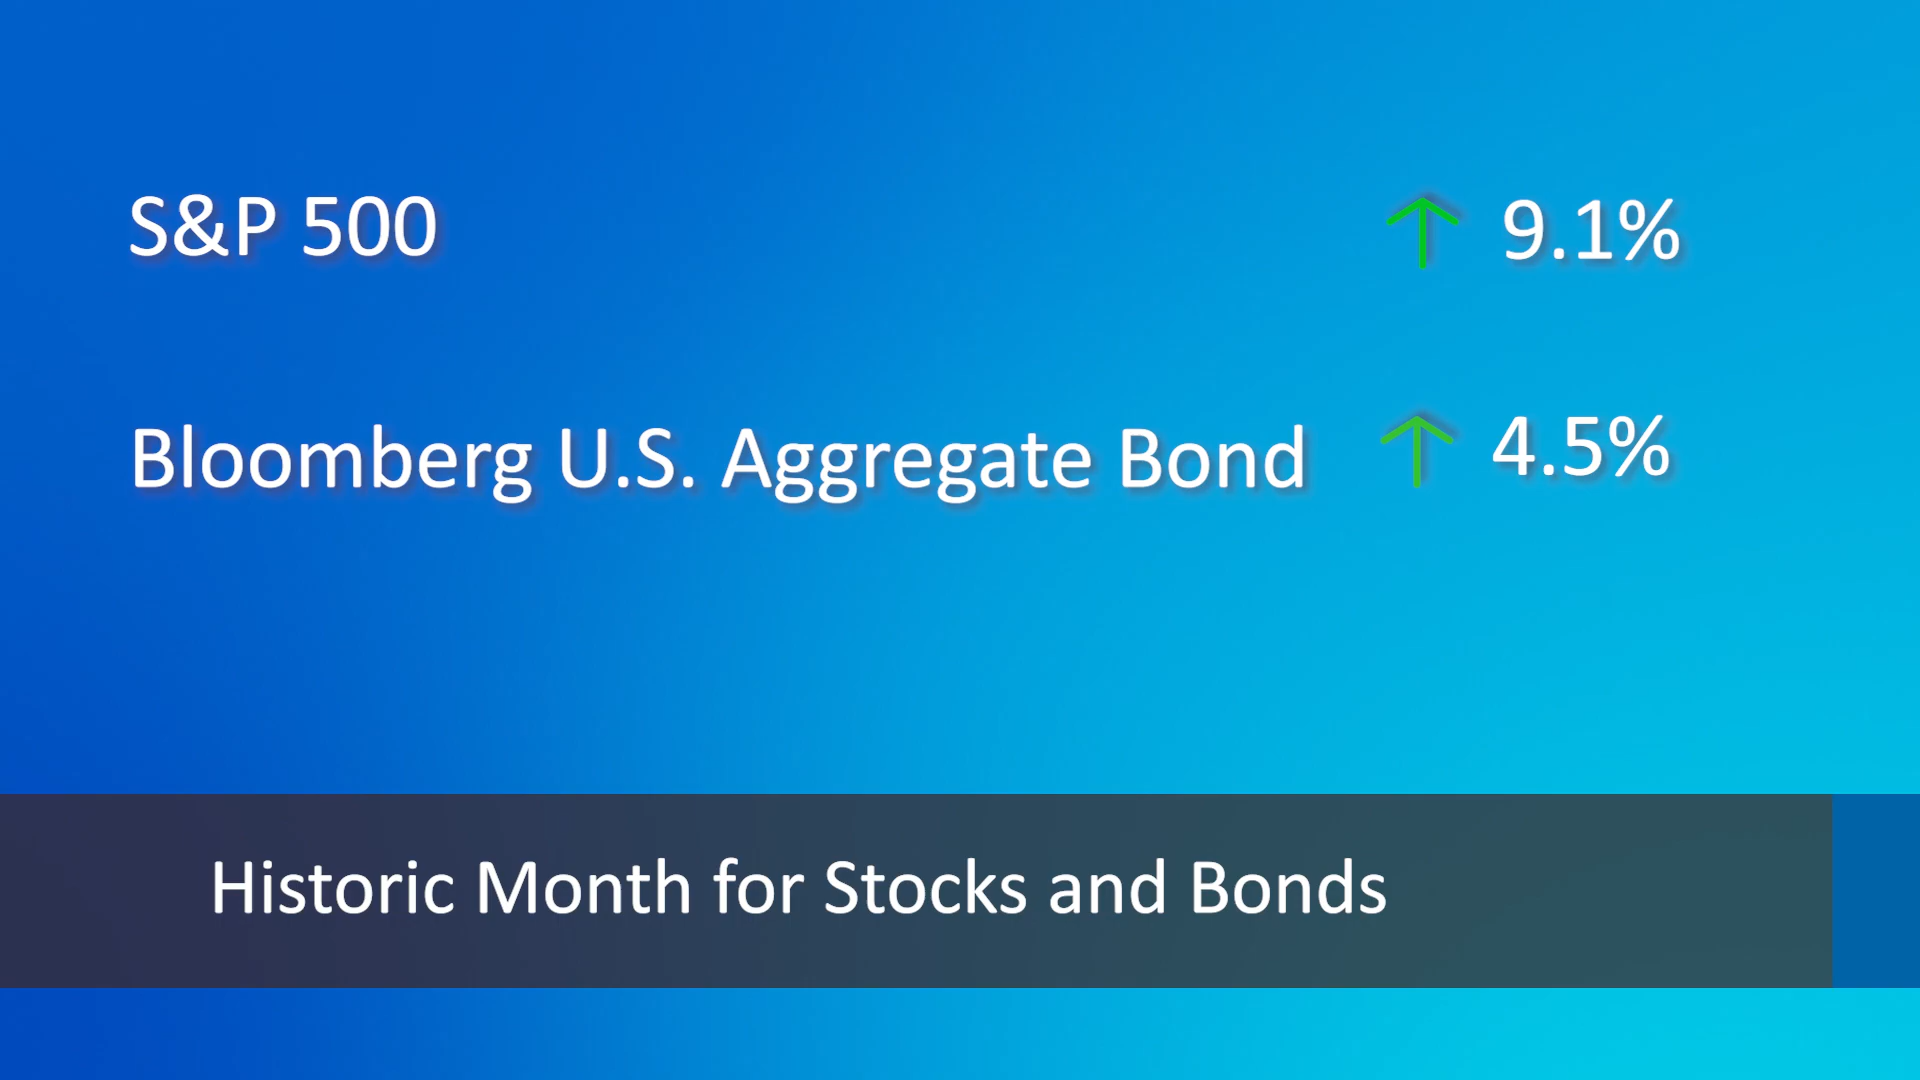 S&P 500 ↑ 9.1%
Bloomberg U.S. Aggregate Bond ↑ 4.5%
Historic Month for Stocks and Bonds